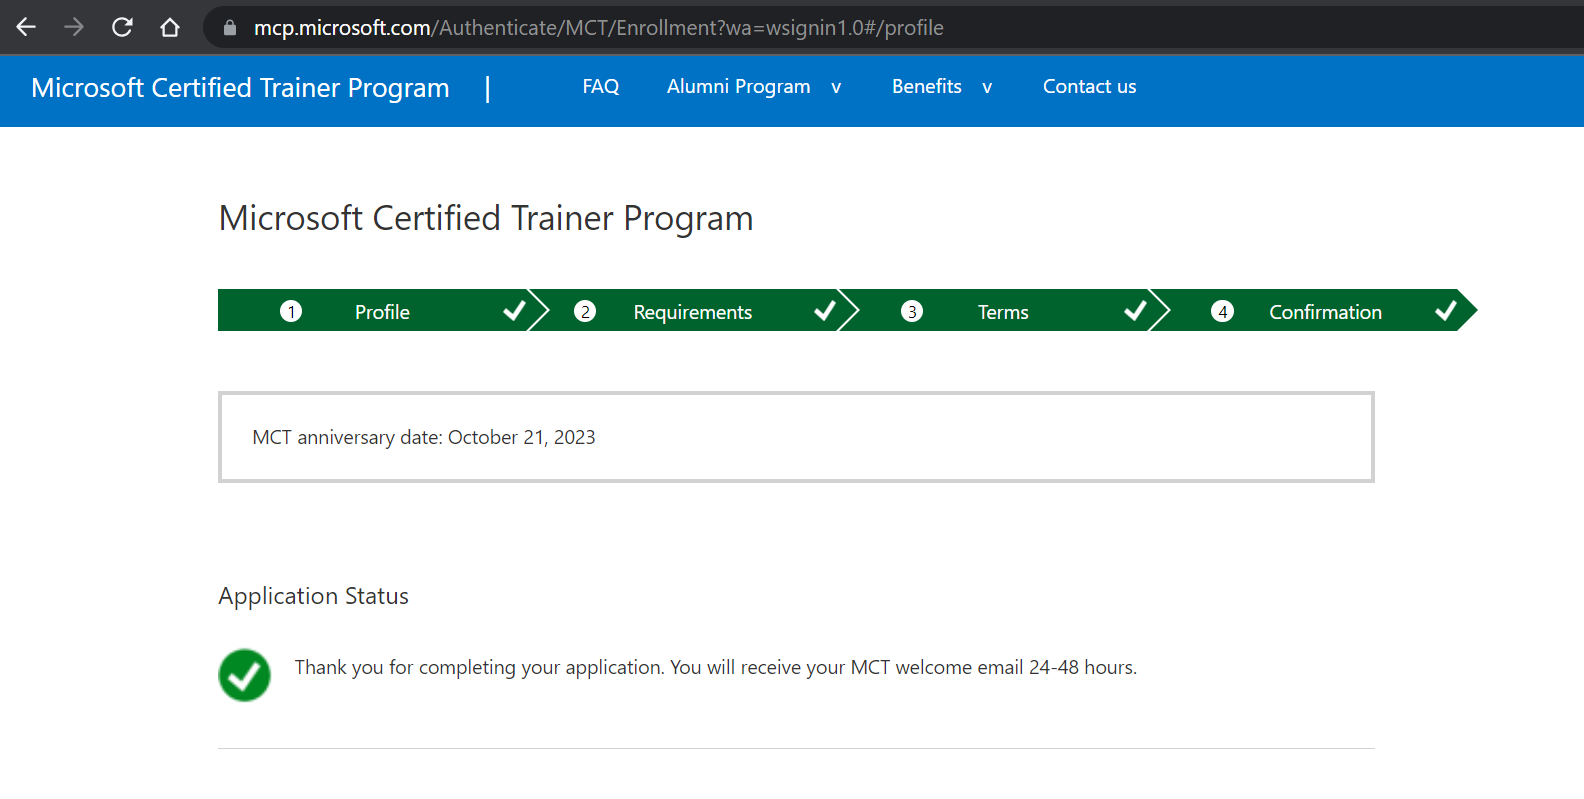 mcp.microsoft.com/Authenticate/MCT/Enrollment?wa=wsignin1.0#/profile
Microsoft Certified Trainer Program | FAQ Alumni Program v Benefits v Contact us
Microsoft Certified Trainer Program
1 Profile 2 Requirements 3 Terms 4 Confirmation
MCT anniversary date: October 21, 2023
Application Status
Thank you for completing your application. You will receive your MCT welcome email 24-48 hours.